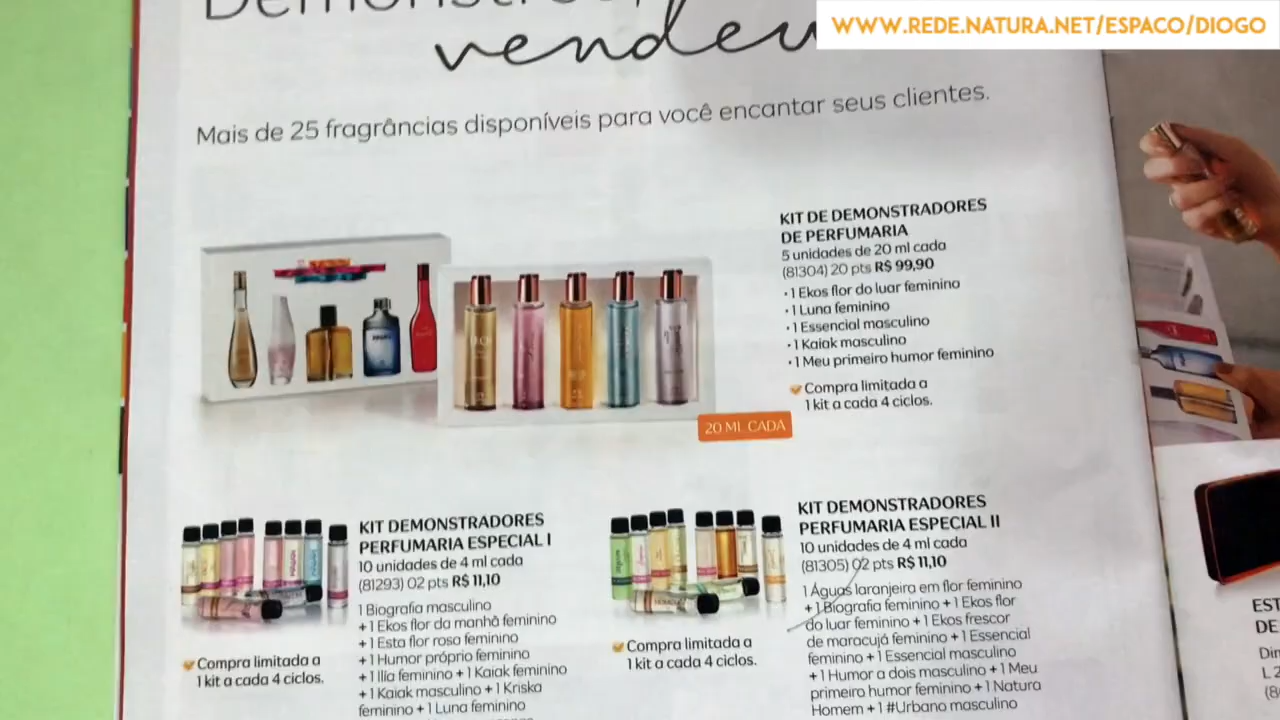 WWW.REDE.NATURA.NET/ESPACO/DIOGO
Mais de 25 fragrâncias disponíveis para você encantar seus clientes.
KIT DE DEMONSTRADORES
DE PERFUMARIA
5 unidades de 20 ml cada
(81304) 20 pts R$ 99,90
• 1 Ekos flor do luar feminino
• 1 Luna feminino
• 1 Essencial masculino
• 1 Kaiak masculino
• 1 Meu primeiro humor feminino
Compra limitada a
1 kit a cada 4 ciclos.
20 ML CADA
KIT DEMONSTRADORES
PERFUMARIA ESPECIAL I
10 unidades de 4 ml cada
(81293) 02 pts R$ 11,10
1 Biografia masculino
+ 1 Ekos flor da manhã feminino
+ 1 Esta flor rosa feminino
+ 1 Humor próprio feminino
+ 1 Ilía feminino + 1 Kaiak feminino
+ 1 Kaiak masculino + 1 Kriska
feminino + 1 Luna feminino
Compra limitada a
1 kit a cada 4 ciclos.
KIT DEMONSTRADORES
PERFUMARIA ESPECIAL II
10 unidades de 4 ml cada
(81305) 02 pts R$ 11,10
1 Águas laranjeira em flor feminino
+ 1 Biografia feminino + 1 Ekos flor
do luar feminino + 1 Ekos frescor
de maracujá feminino + 1 Essencial
feminino + 1 Essencial masculino
+ 1 Humor a dois masculino + 1 Meu
primeiro humor feminino + 1 Natura
Homem + 1 #Urbano masculino
Compra limitada a
1 kit a cada 4 ciclos.